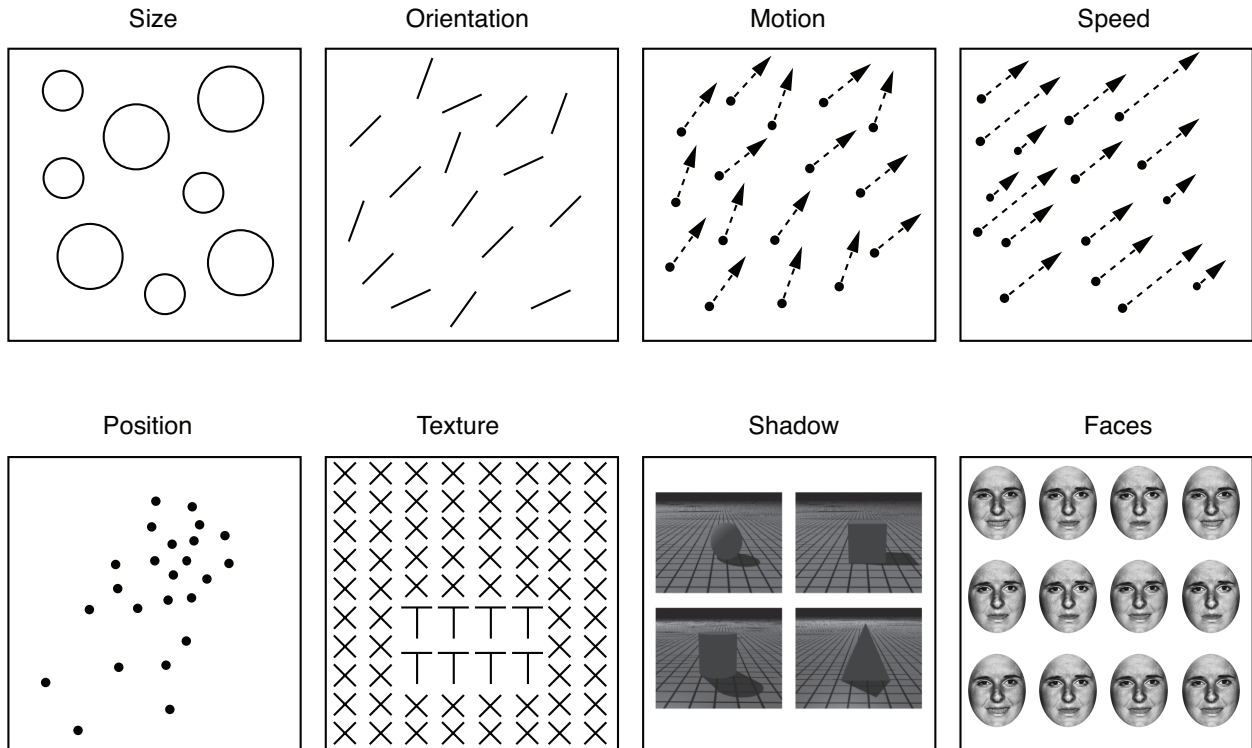 Size
Orientation
Motion
Speed
Position
Texture
Shadow
Faces
T T T T
T T T T